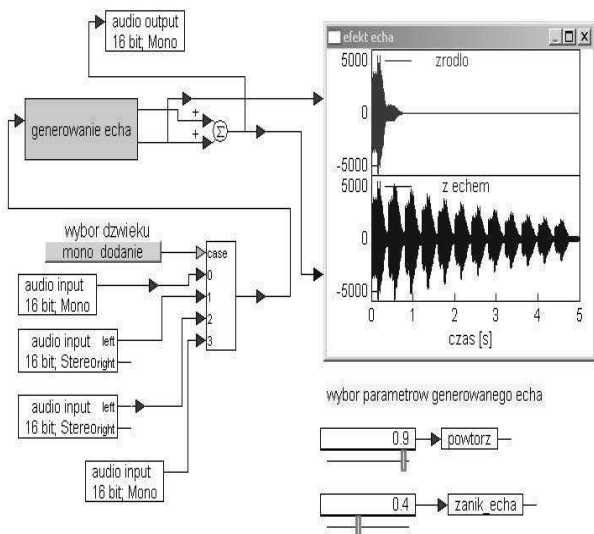 audio output
16 bit; Mono
generowanie echa
+
+
Σ
wybor dzwieku
mono_dodanie
case
0
1
2
3
audio input
16 bit; Mono
audio input left
16 bit; Stereo right
audio input left
16 bit; Stereo right
audio input
16 bit; Mono
efekt echa
5000
0
-5000
zrodlo
5000
0
-5000
z echem
0 1 2 3 4 5
czas [s]
wybor parametrow generowanego echa
0.9 powtorz
0.4 zanik_echa